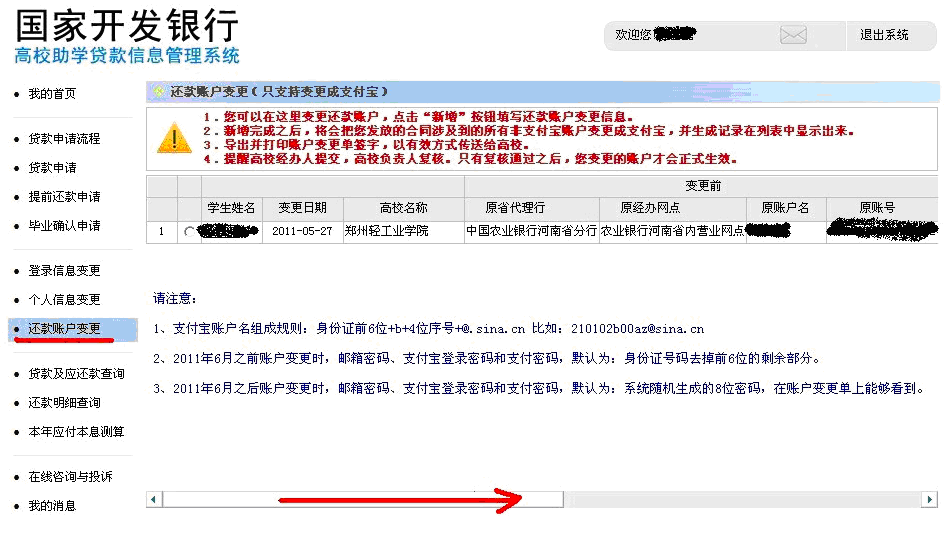 国家开发银行
高校助学贷款信息管理系统
欢迎您
退出系统
我的首页
贷款申请流程
贷款申请
提前还款申请
毕业确认申请
登录信息变更
个人信息变更
还款账户变更
贷款及应还款查询
还款明细查询
本年应付本息测算
在线咨询与投诉
我的消息
还款账户变更（只支持变更成支付宝）
1．您可以在这里变更还款账户，点击“新增”按钮填写还款账户变更信息。
2．新增完成之后，将会把您发放的合同涉及到的所有非支付宝账户变更成支付宝，并生成记录在列表中显示出来。
3．导出并打印账户变更单签字，以有效方式传送给高校。
4．提醒高校经办人提交，高校负责人复核。只有复核通过之后，您变更的账户才会正式生效。
变更前
学生姓名 变更日期 高校名称 原省代理行 原经办网点 原账户名 原账号
1 2011-05-27 郑州轻工业学院 中国农业银行河南省分行 农业银行河南省内营业网点
请注意：
1、支付宝账户名组成规则：身份证前6位+b+4位序号+@.sina.cn 比如：210102b00az@sina.cn
2、2011年6月之前账户变更时，邮箱密码、支付宝登录密码和支付密码，默认为：身份证号码去掉前6位的剩余部分。
3、2011年6月之后账户变更时，邮箱密码、支付宝登录密码和支付密码，默认为：系统随机生成的8位密码，在账户变更单上能够看到。